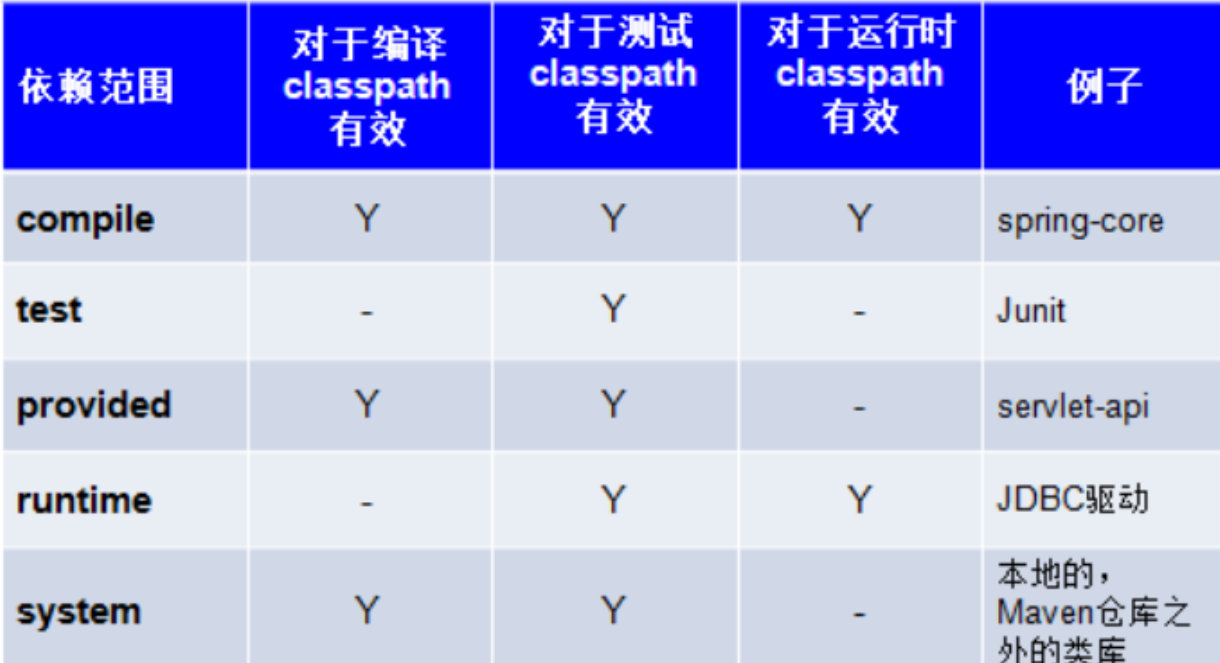 依赖范围
对于编译
classpath
有效
对于测试
classpath
有效
对于运行时
classpath
有效
例子
compile
Y
Y
Y
spring-core
test
-
Y
-
Junit
provided
Y
Y
-
servlet-api
runtime
-
Y
Y
JDBC驱动
system
Y
Y
-
本地的，
Maven仓库之
外的类库